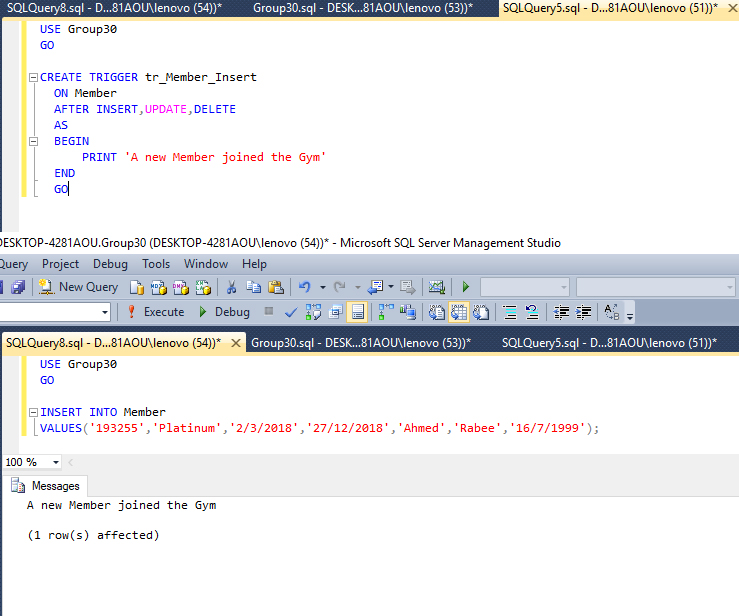 SQLQuery8.sql - D...81AOU\lenovo (54))* Group30.sql - DESK...81AOU\lenovo (53))* SQLQuery5.sql - D...81AOU\lenovo (51))* ✕
USE Group30
GO
CREATE TRIGGER tr_Member_Insert
ON Member
AFTER INSERT,UPDATE,DELETE
AS
BEGIN
PRINT 'A new Member joined the Gym'
END
GO
DESKTOP-4281AOU.Group30 (DESKTOP-4281AOU\lenovo (54))* - Microsoft SQL Server Management Studio
Query Project Debug Tools Window Help
New Query
Execute Debug
SQLQuery8.sql - D...81AOU\lenovo (54))* ✕ Group30.sql - DESK...81AOU\lenovo (53))* SQLQuery5.sql - D...81AOU\lenovo (51))*
USE Group30
GO
INSERT INTO Member
VALUES('193255','Platinum','2/3/2018','27/12/2018','Ahmed','Rabee','16/7/1999');
100 %
Messages
A new Member joined the Gym
(1 row(s) affected)